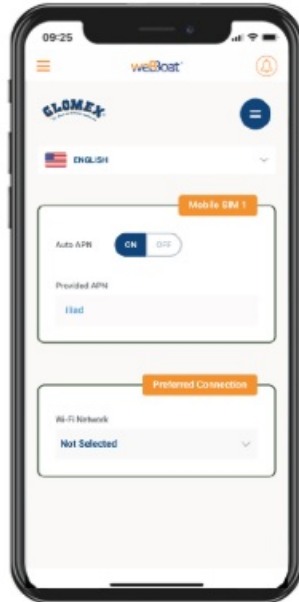 09:25
weBBoat
GLOMEX
ENGLISH
Mobile SIM 1
Auto APN ON OFF
Provided APN
Iliad
Preferred Connection
Wi-Fi Network
Not Selected